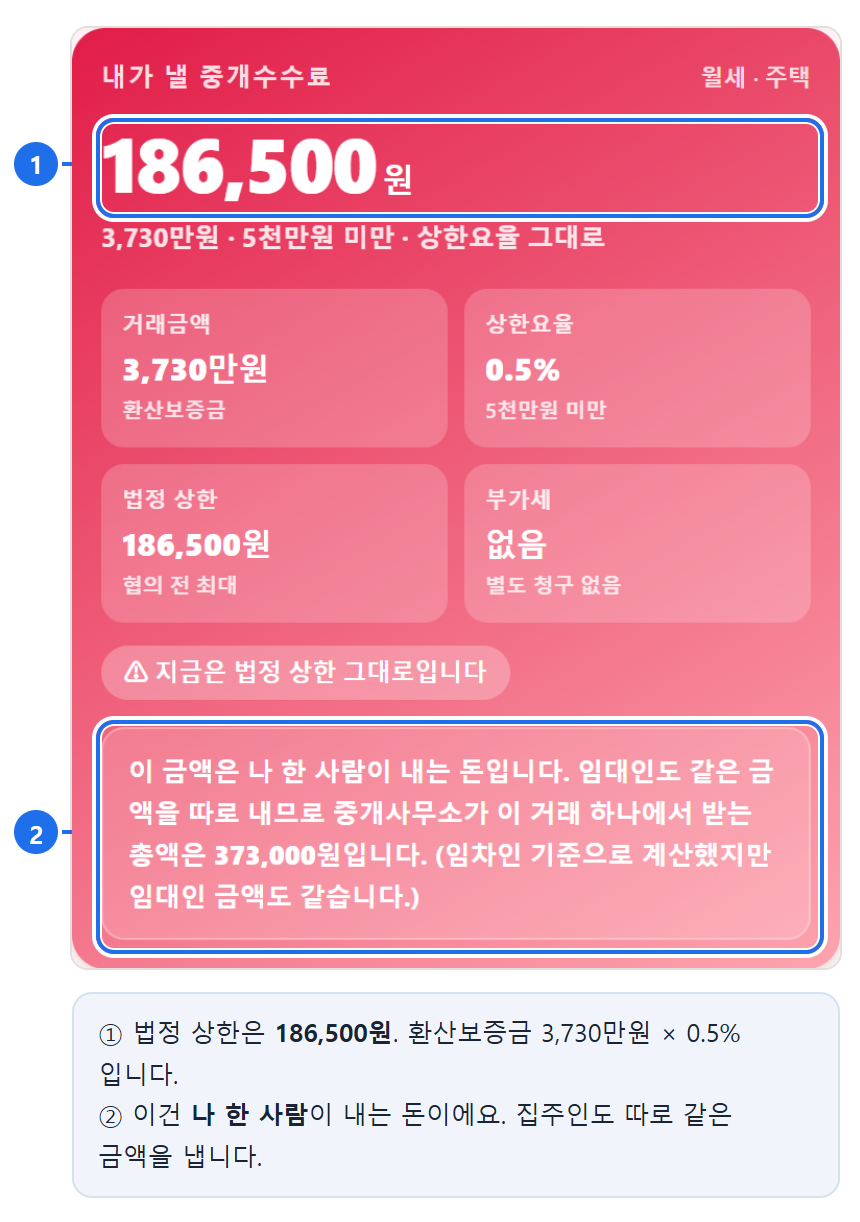 내가 낼 중개수수료
월세 · 주택
1
186,500원
3,730만원 · 5천만원 미만 · 상한요율 그대로
거래금액
3,730만원
환산보증금
상한요율
0.5%
5천만원 미만
법정 상한
186,500원
협의 전 최대
부가세
없음
별도 청구 없음
⚠ 지금은 법정 상한 그대로입니다
2
이 금액은 나 한 사람이 내는 돈입니다. 임대인도 같은 금
액을 따로 내므로 중개사무소가 이 거래 하나에서 받는
총액은 373,000원입니다. (임차인 기준으로 계산했지만
임대인 금액도 같습니다.)
① 법정 상한은 186,500원. 환산보증금 3,730만원 × 0.5%
입니다.
② 이건 나 한 사람이 내는 돈이에요. 집주인도 따로 같은
금액을 냅니다.